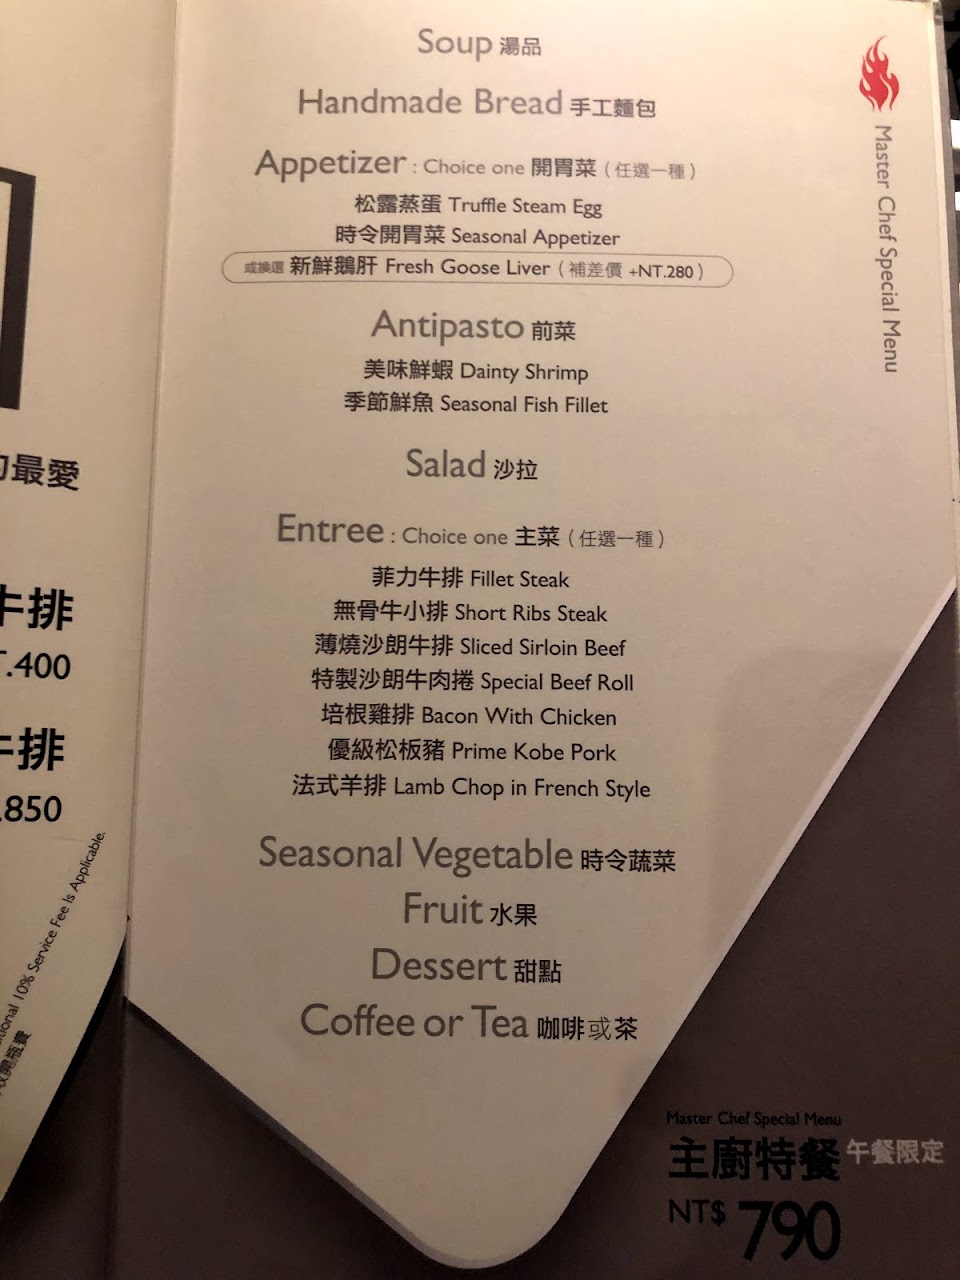 Soup 湯品
Handmade Bread 手工麵包
Appetizer : Choice one 開胃菜 (任選一種)
松露蒸蛋 Truffle Steam Egg
時令開胃菜 Seasonal Appetizer
或換選 新鮮鵝肝 Fresh Goose Liver (補差價 +NT.280)
Antipasto 前菜
美味鮮蝦 Dainty Shrimp
季節鮮魚 Seasonal Fish Fillet
Salad 沙拉
Entree : Choice one 主菜 (任選一種)
菲力牛排 Fillet Steak
無骨牛小排 Short Ribs Steak
薄燒沙朗牛排 Sliced Sirloin Beef
特製沙朗牛肉捲 Special Beef Roll
培根雞排 Bacon With Chicken
優級松板豬 Prime Kobe Pork
法式羊排 Lamb Chop in French Style
Seasonal Vegetable 時令蔬菜
Fruit 水果
Dessert 甜點
Coffee or Tea 咖啡或茶
Master Chef Special Menu
Master Chef Special Menu
主廚特餐 午餐限定
NT$ 790
最愛
牛排
.400
排
.850
10% Service Fee Is Applicable.
開瓶費